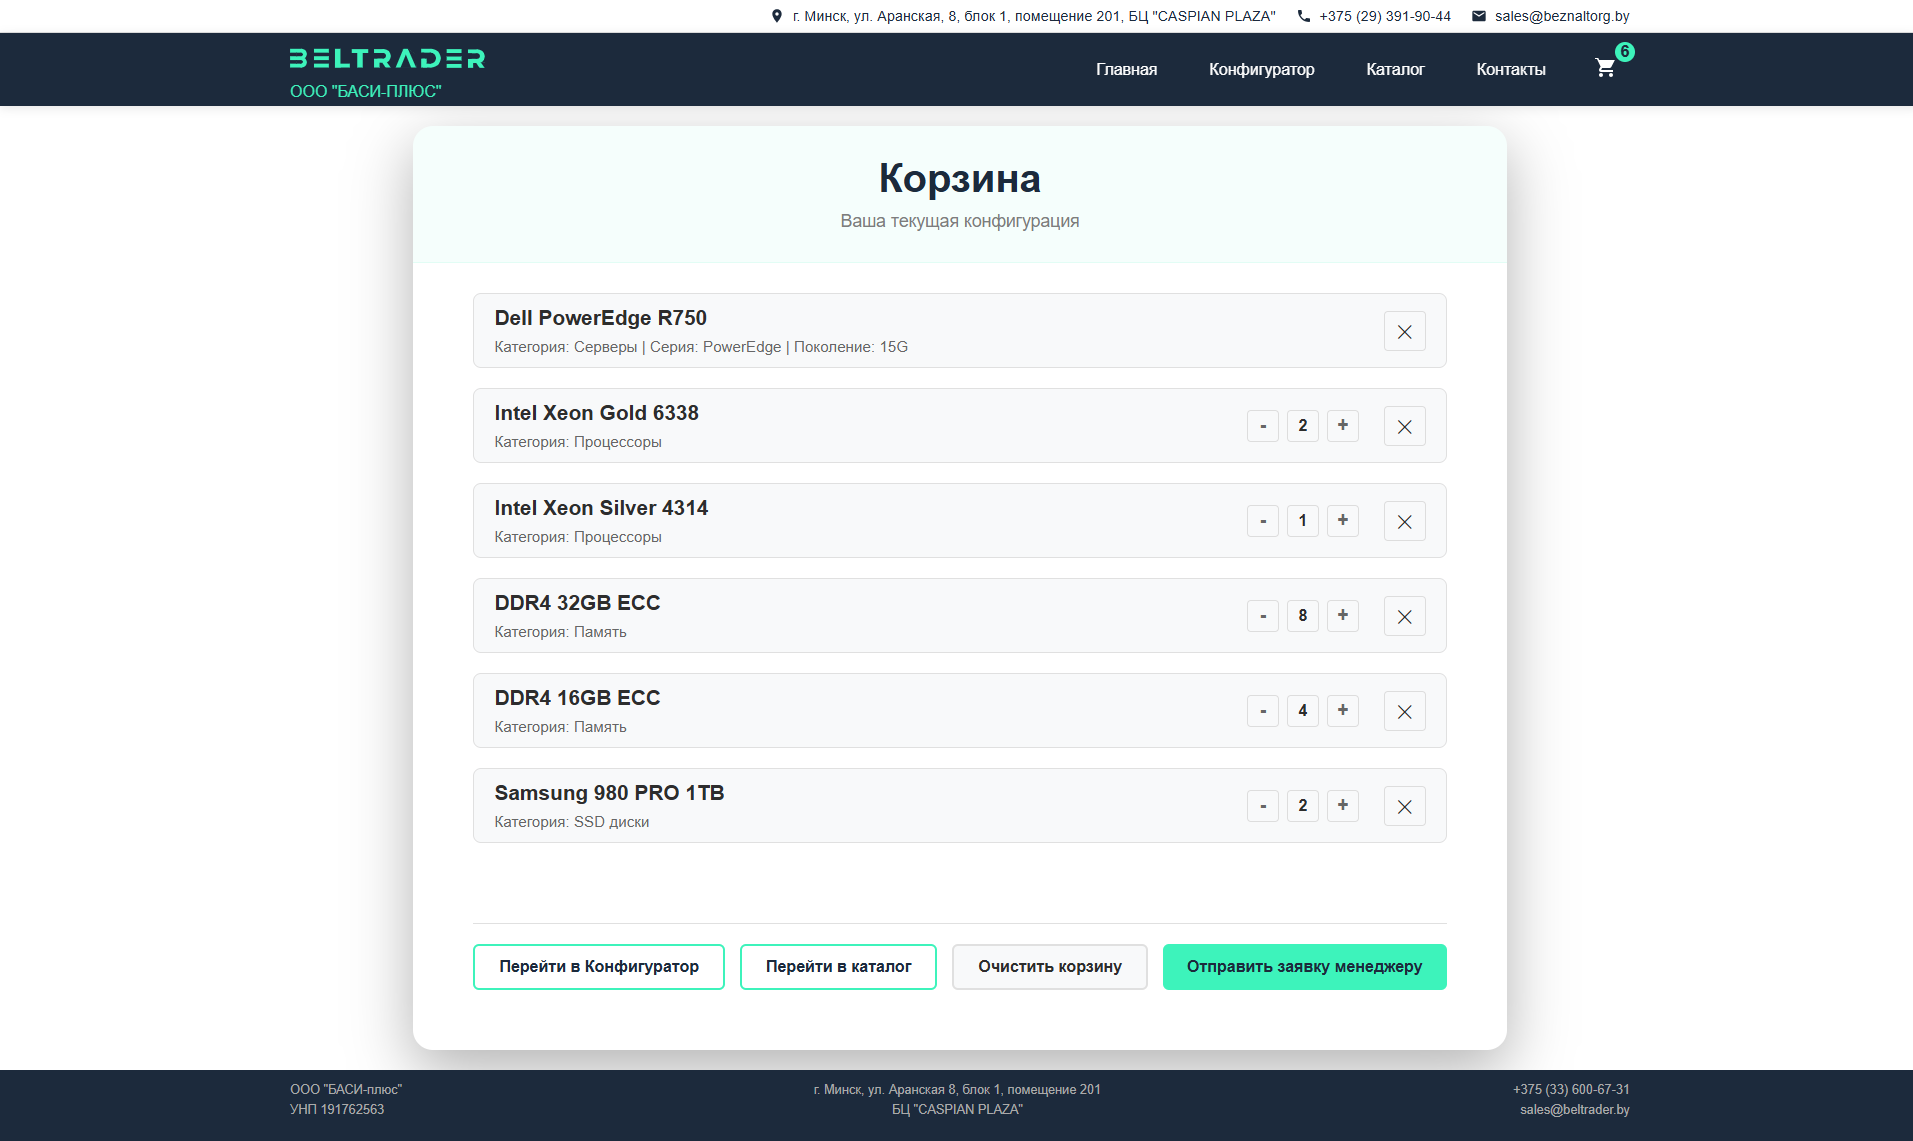 г. Минск, ул. Аранская, 8, блок 1, помещение 201, БЦ "CASPIAN PLAZA" +375 (29) 391-90-44 sales@beznaltorg.by
BELTRADER
ООО "БАСИ-ПЛЮС"
Главная Конфигуратор Каталог Контакты 6
Корзина
Ваша текущая конфигурация
Dell PowerEdge R750
Категория: Серверы | Серия: PowerEdge | Поколение: 15G
Intel Xeon Gold 6338
Категория: Процессоры
- 2 +
Intel Xeon Silver 4314
Категория: Процессоры
- 1 +
DDR4 32GB ECC
Категория: Память
- 8 +
DDR4 16GB ECC
Категория: Память
- 4 +
Samsung 980 PRO 1TB
Категория: SSD диски
- 2 +
Перейти в Конфигуратор Перейти в каталог Очистить корзину Отправить заявку менеджеру
ООО "БАСИ-плюс"
УНП 191762563
г. Минск, ул. Аранская 8, блок 1, помещение 201
БЦ "CASPIAN PLAZA"
+375 (33) 600-67-31
sales@beltrader.by